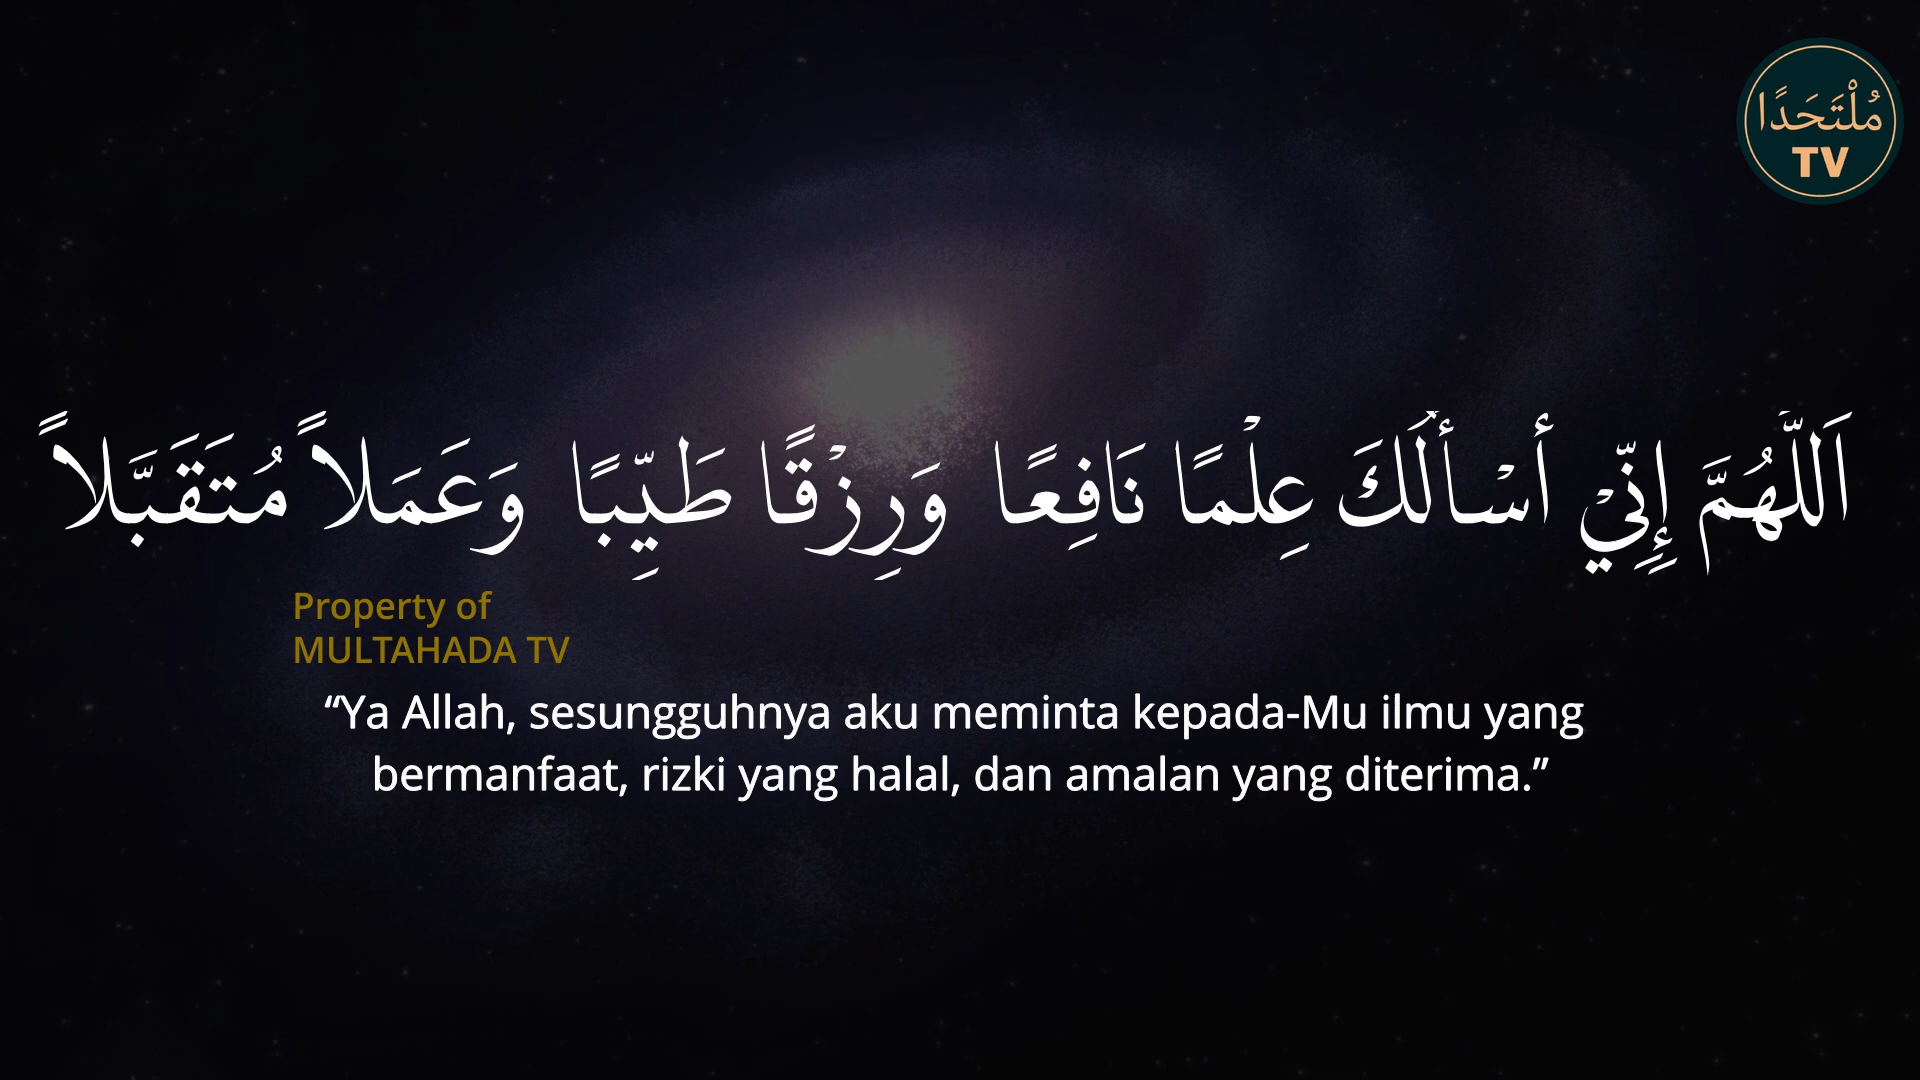 مُلْتَحَدًا
TV
اَللّٰهُمَّ إِنِّيْ أَسْأَلُكَ عِلْمًا نَافِعًا وَرِزْقًا طَيِّبًا وَعَمَلاً مُتَقَبَّلاً
Property of
MULTAHADA TV
“Ya Allah, sesungguhnya aku meminta kepada-Mu ilmu yang
bermanfaat, rizki yang halal, dan amalan yang diterima.”